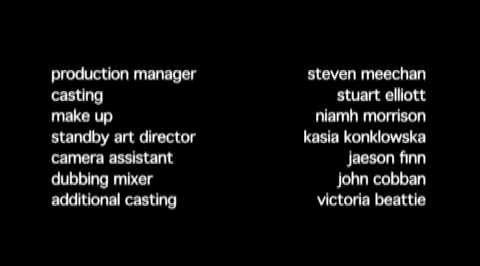 production manager steven meechan
casting stuart elliott
make up niamh morrison
standby art director kasia konklowska
camera assistant jaeson finn
dubbing mixer john cobban
additional casting victoria beattie